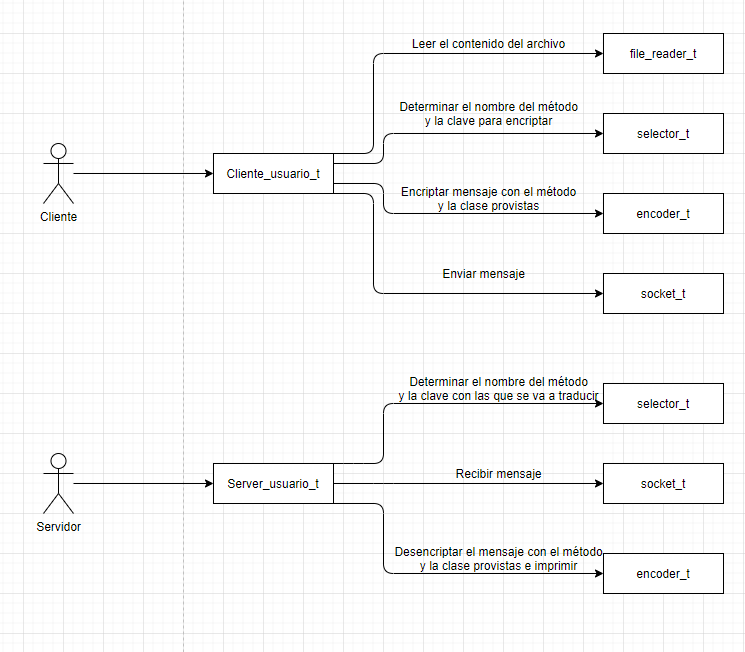 Leer el contenido del archivo
file_reader_t
Determinar el nombre del método
y la clave para encriptar
selector_t
Cliente
Cliente_usuario_t
Encriptar mensaje con el método
y la clase provistas
encoder_t
Enviar mensaje
socket_t
Determinar el nombre del método
y la clave con las que se va a traducir
selector_t
Servidor
Server_usuario_t
Recibir mensaje
socket_t
Desencriptar el mensaje con el método
y la clase provistas e imprimir
encoder_t